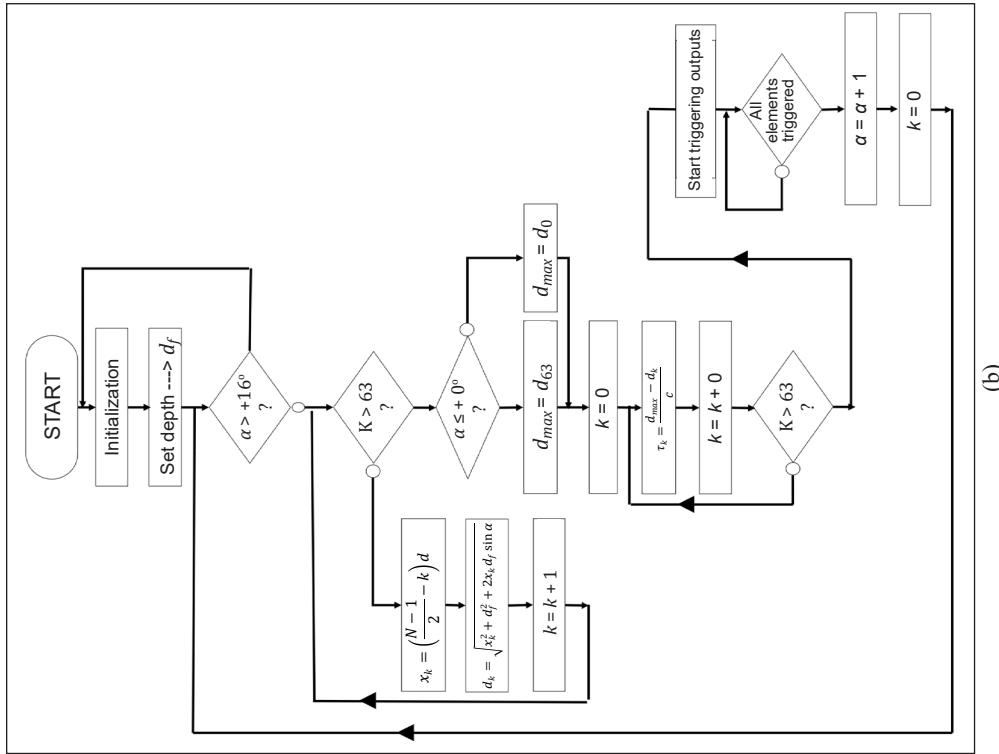 START
Initialization
Set depth ---> d_f
α > +16°
?
K > 63
?
x_k = ((N − 1)/2 − k) d
d_k = √(x_k² + d_f² + 2x_k d_f sin α)
k = k + 1
α ≤ + 0°
?
d_max = d_63
d_max = d_0
k = 0
τ_k = (d_max − d_k)/c
k = k + 0
K > 63
?
Start triggering outputs
All
elements
triggered
α = α + 1
k = 0
(b)